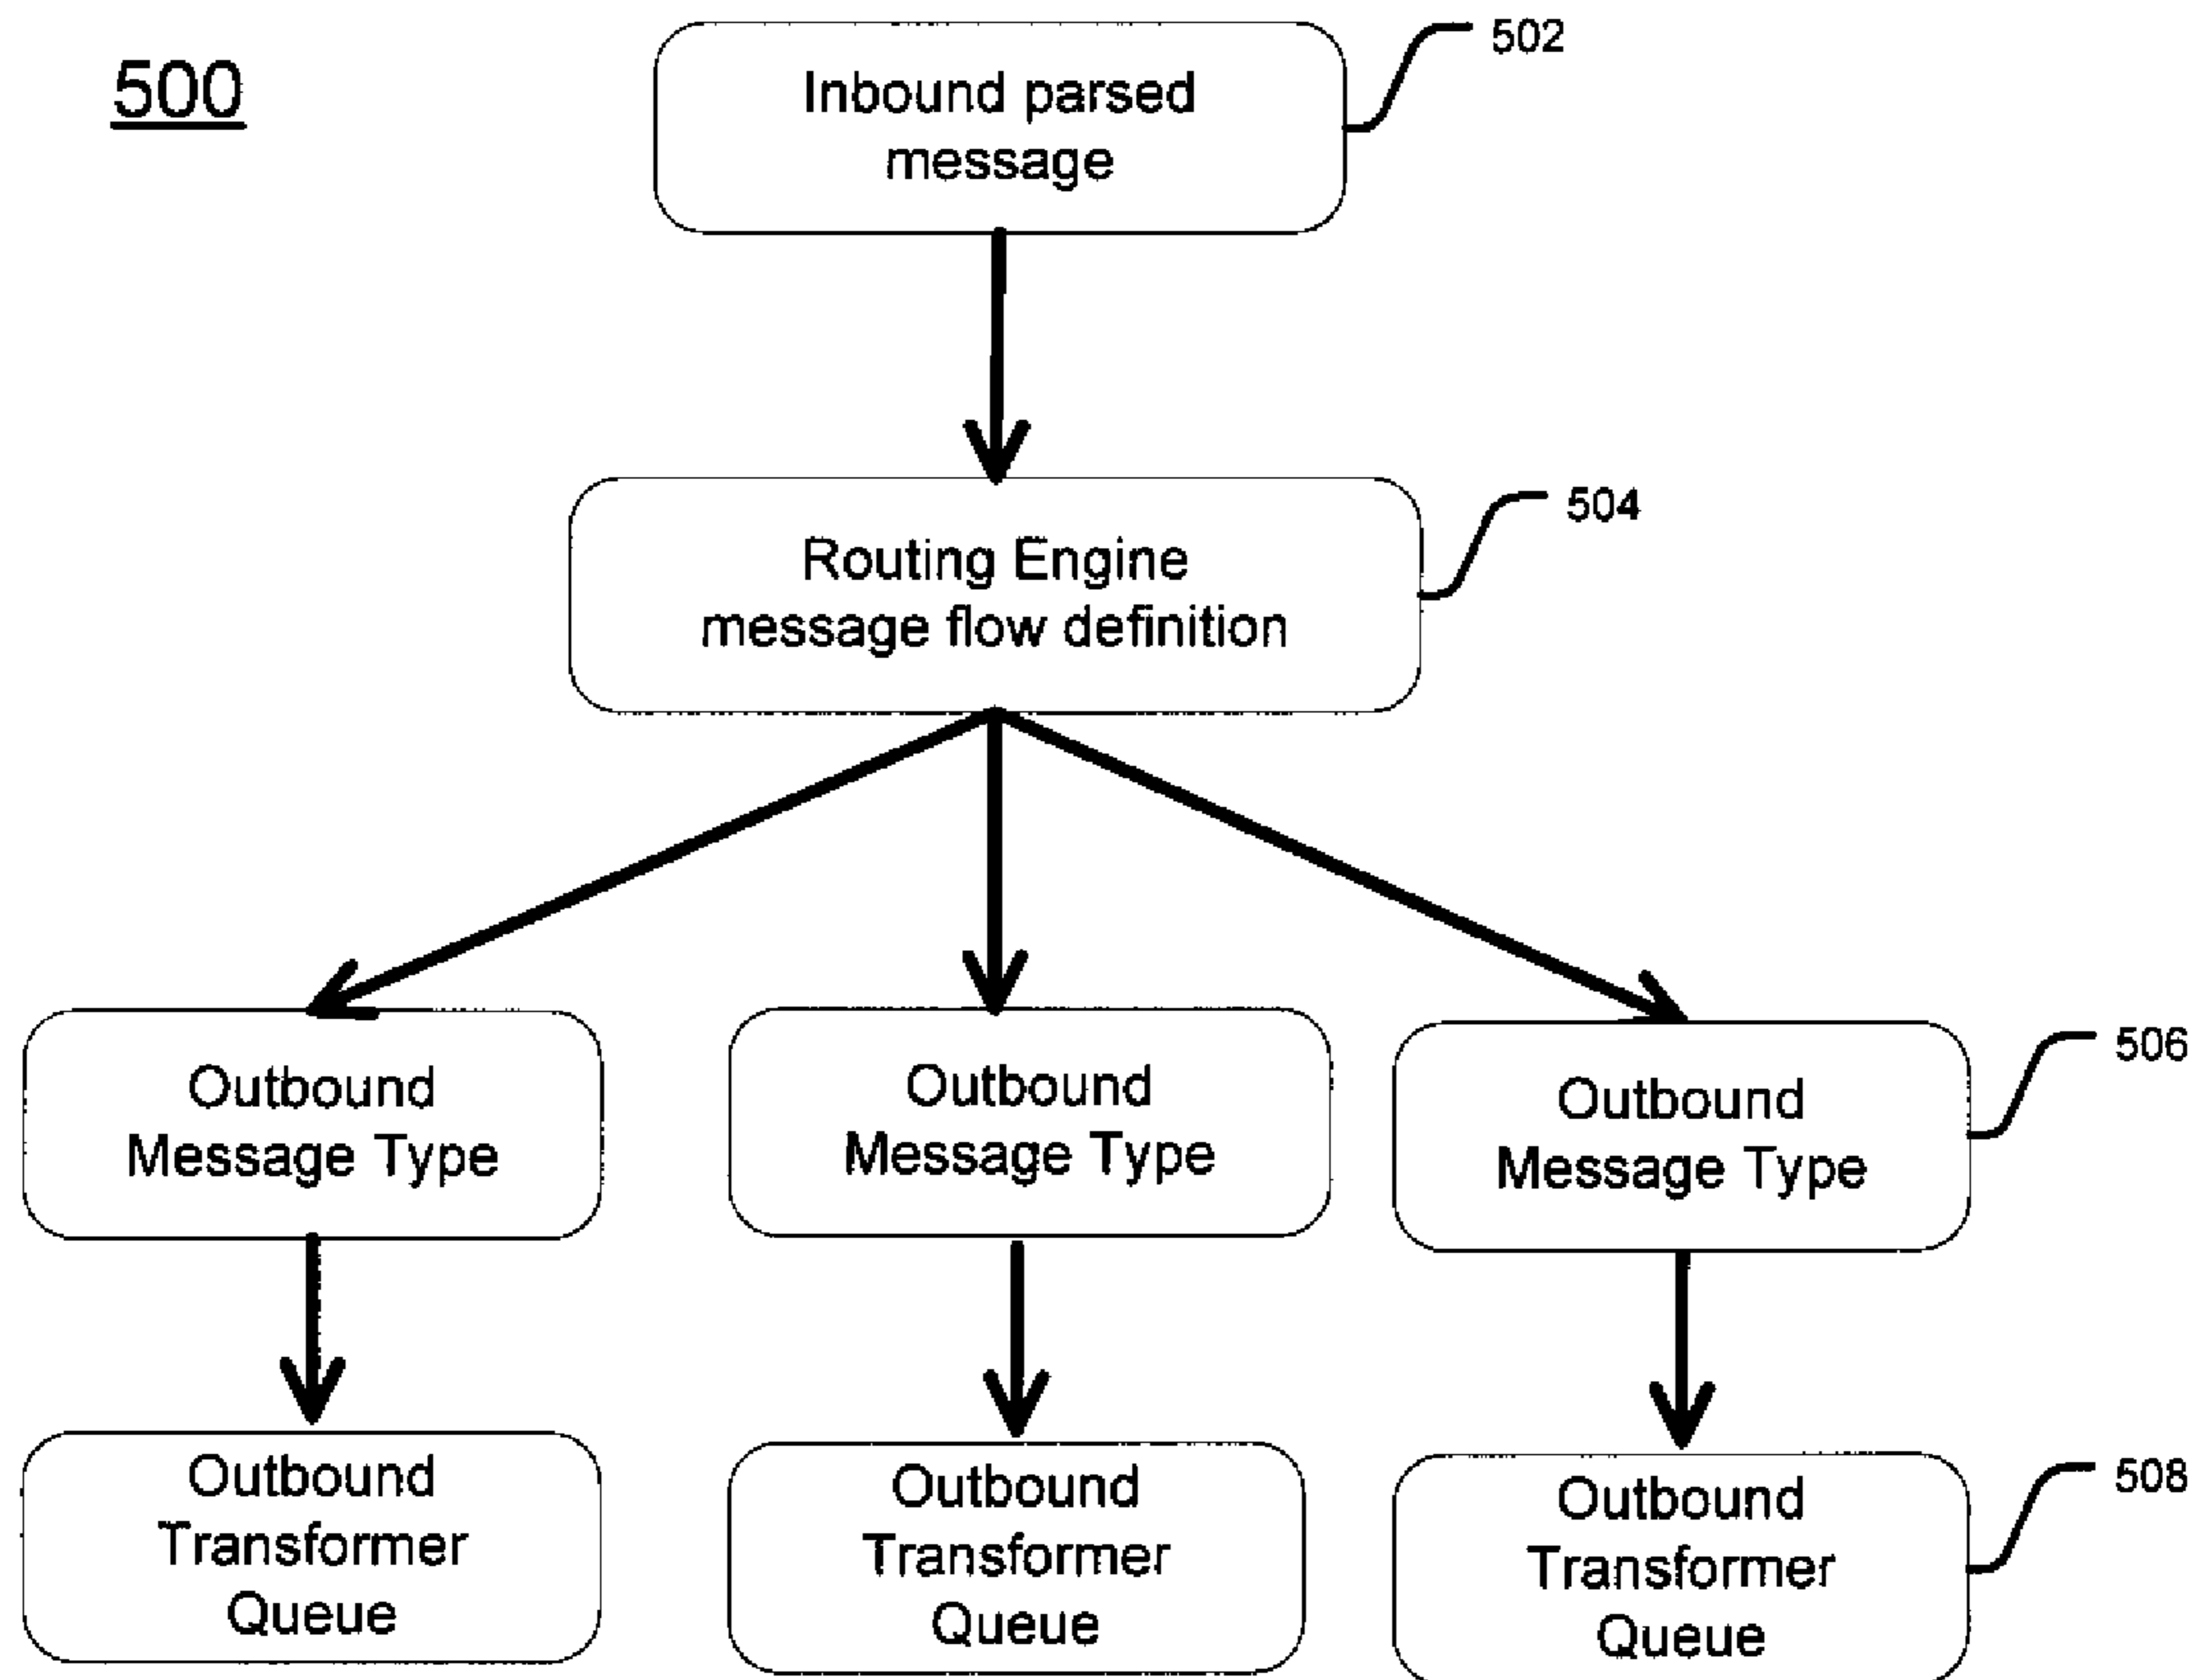 500
Inbound parsed
message
502
Routing Engine
message flow definition
504
Outbound
Message Type
Outbound
Message Type
Outbound
Message Type
506
Outbound
Transformer
Queue
Outbound
Transformer
Queue
Outbound
Transformer
Queue
508